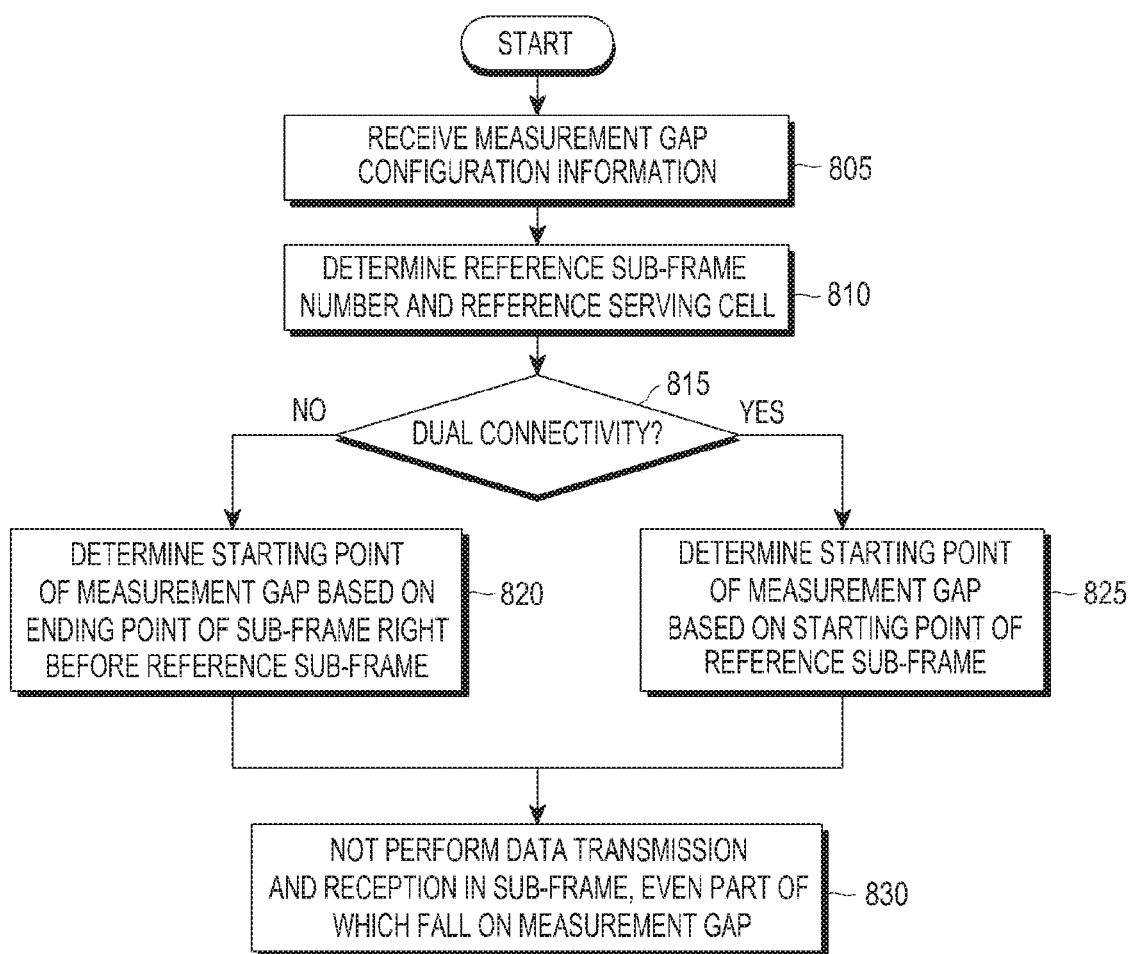 START
RECEIVE MEASUREMENT GAP
CONFIGURATION INFORMATION
805
DETERMINE REFERENCE SUB-FRAME
NUMBER AND REFERENCE SERVING CELL
810
815
NO
DUAL CONNECTIVITY?
YES
DETERMINE STARTING POINT
OF MEASUREMENT GAP BASED ON
ENDING POINT OF SUB-FRAME RIGHT
BEFORE REFERENCE SUB-FRAME
820
DETERMINE STARTING POINT
OF MEASUREMENT GAP
BASED ON STARTING POINT OF
REFERENCE SUB-FRAME
825
NOT PERFORM DATA TRANSMISSION
AND RECEPTION IN SUB-FRAME, EVEN PART OF
WHICH FALL ON MEASUREMENT GAP
830